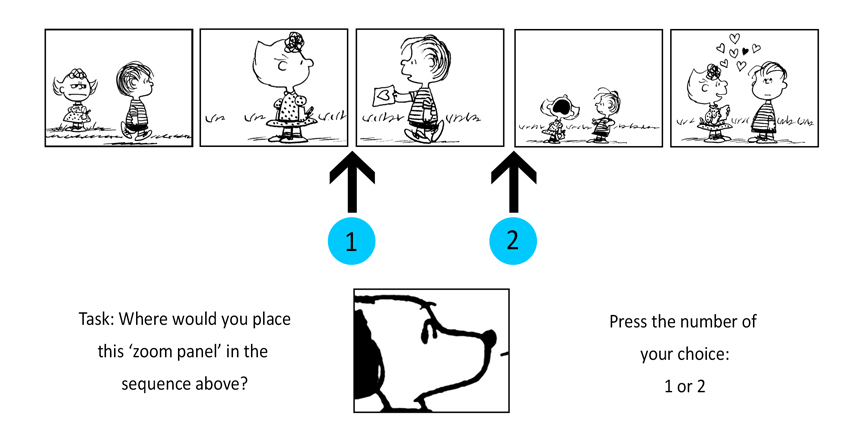 1
2
Task: Where would you place
this ‘zoom panel’ in the
sequence above?
Press the number of
your choice:
1 or 2